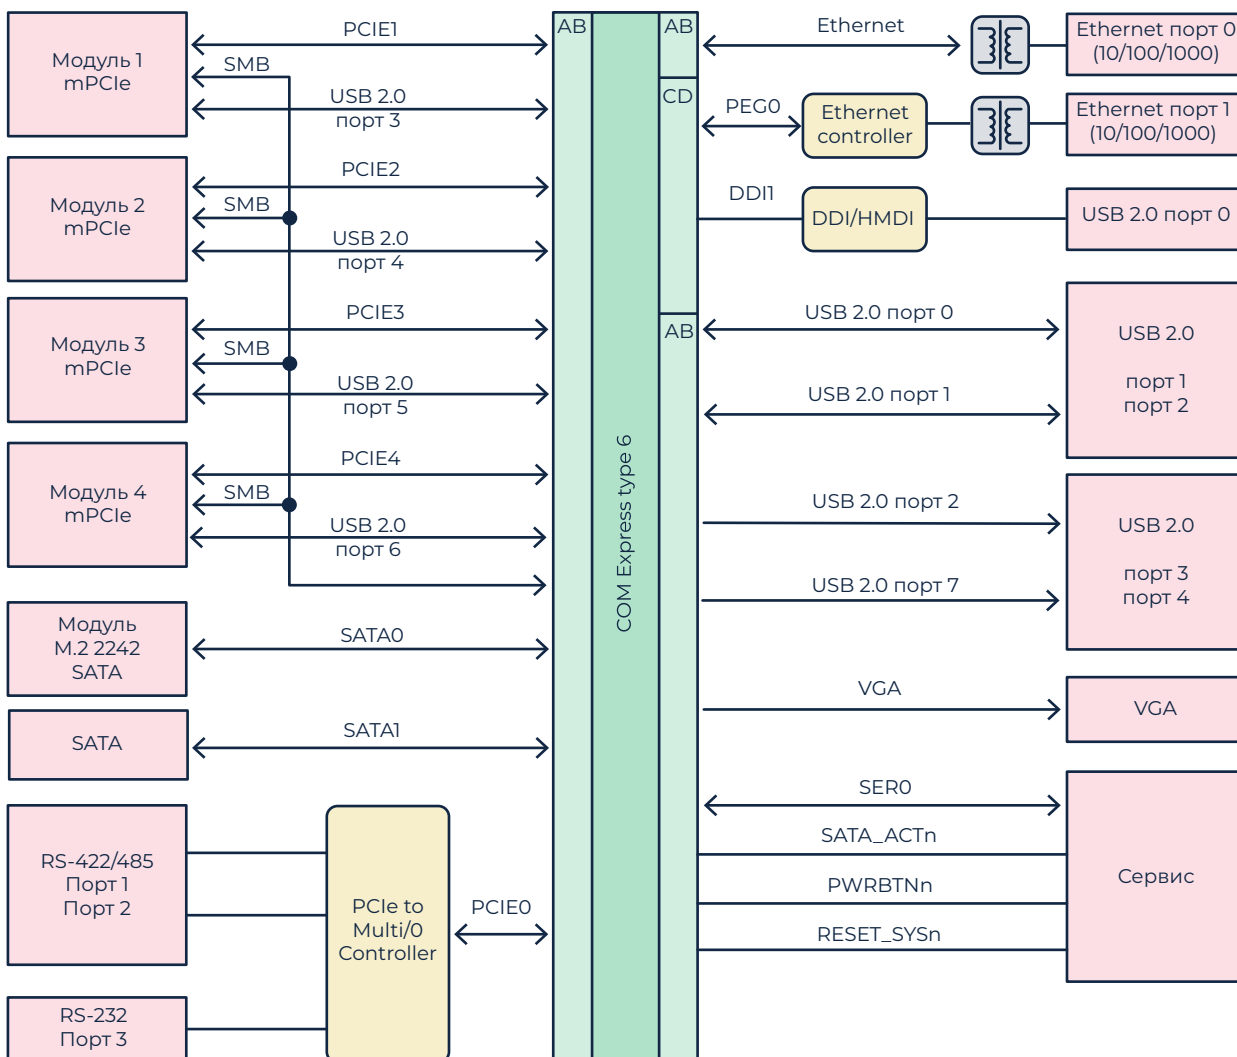 Модуль 1
mPCIe
PCIE1
SMB
USB 2.0
порт 3
Модуль 2
mPCIe
PCIE2
SMB
USB 2.0
порт 4
Модуль 3
mPCIe
PCIE3
SMB
USB 2.0
порт 5
Модуль 4
mPCIe
PCIE4
SMB
USB 2.0
порт 6
Модуль
M.2 2242
SATA
SATA0
SATA
SATA1
RS-422/485
Порт 1
Порт 2
RS-232
Порт 3
PCIe to
Multi/0
Controller
PCIE0
AB
COM Express type 6
AB
CD
AB
Ethernet
Ethernet порт 0
(10/100/1000)
PEG0
Ethernet
controller
Ethernet порт 1
(10/100/1000)
DDI1
DDI/HMDI
USB 2.0 порт 0
USB 2.0 порт 0
USB 2.0 порт 1
USB 2.0
порт 1
порт 2
USB 2.0 порт 2
USB 2.0 порт 7
USB 2.0
порт 3
порт 4
VGA
VGA
SER0
SATA_ACTn
PWRBTNn
RESET_SYSn
Сервис